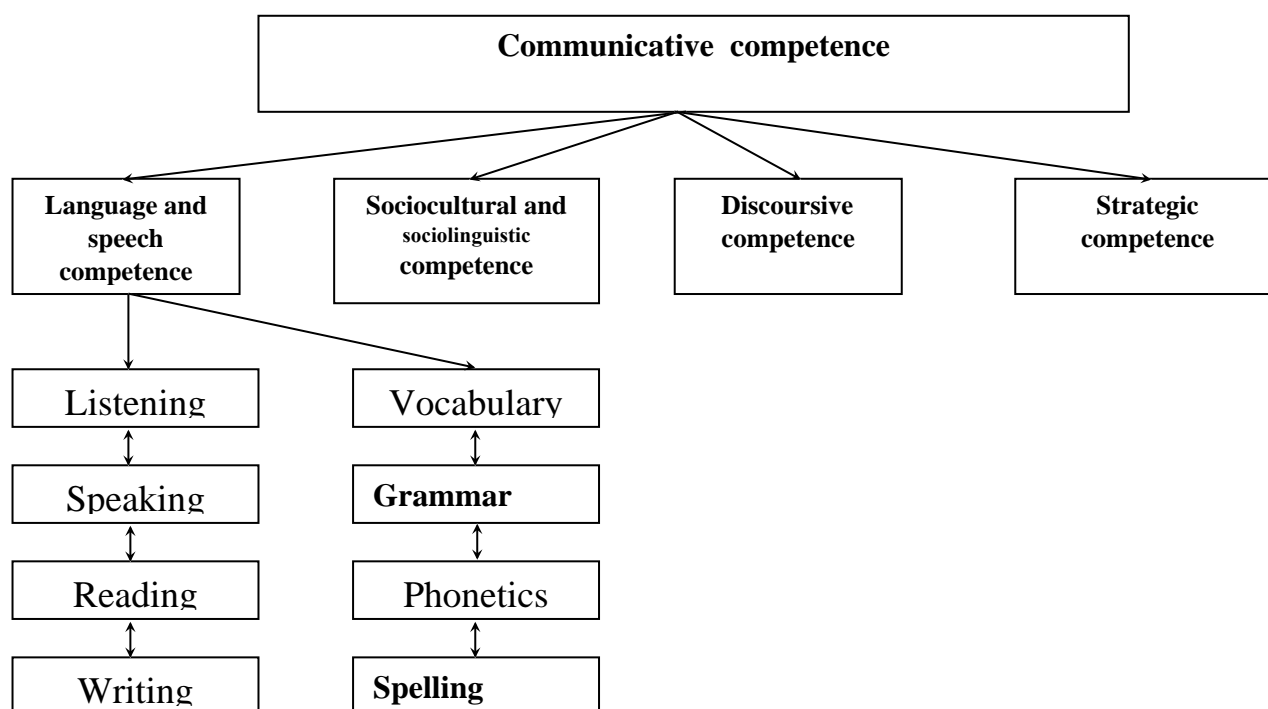 Communicative competence
Language and
speech
competence
Sociocultural and
sociolinguistic
competence
Discoursive
competence
Strategic
competence
Listening
Vocabulary
Speaking
Grammar
Reading
Phonetics
Writing
Spelling